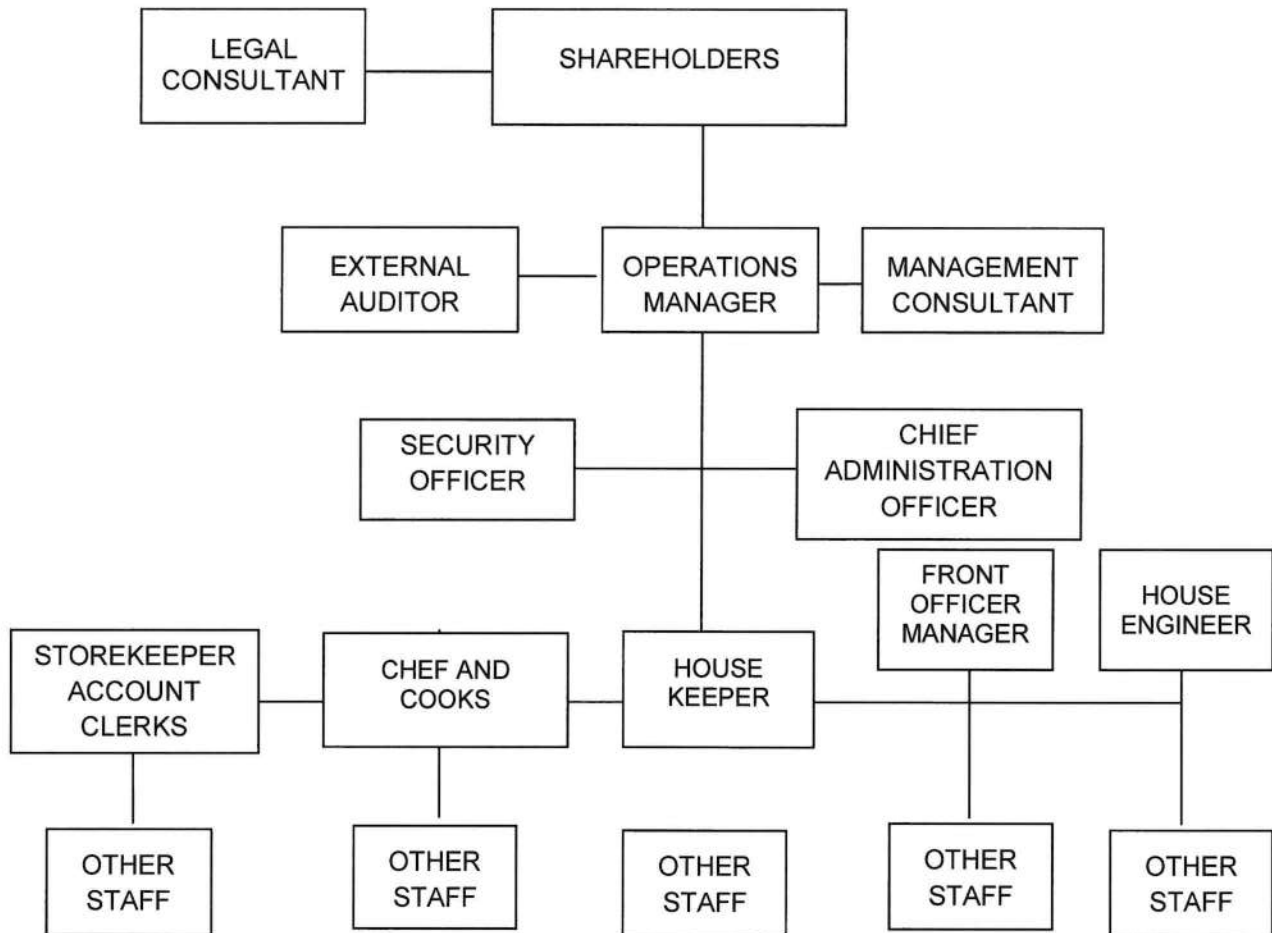 LEGAL
CONSULTANT
SHAREHOLDERS
EXTERNAL
AUDITOR
OPERATIONS
MANAGER
MANAGEMENT
CONSULTANT
SECURITY
OFFICER
CHIEF
ADMINISTRATION
OFFICER
FRONT
OFFICER
MANAGER
HOUSE
ENGINEER
STOREKEEPER
ACCOUNT
CLERKS
CHEF AND
COOKS
HOUSE
KEEPER
OTHER
STAFF
OTHER
STAFF
OTHER
STAFF
OTHER
STAFF
OTHER
STAFF